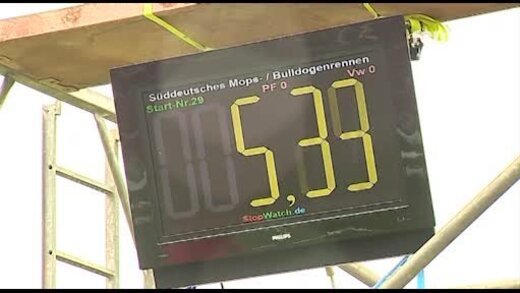 Süddeutsches Mops- / Bulldogenrennen
Start-Nr.29 PF 0 Vw 0
5,39
StopWatch.de
PHILIPS